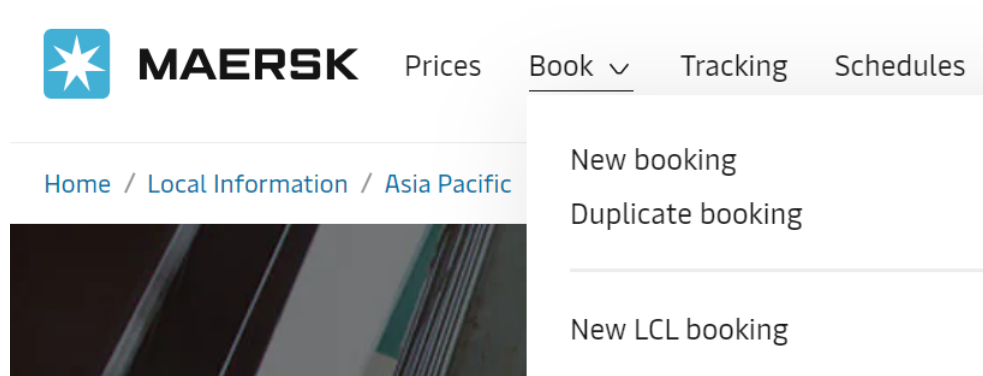 MAERSK Prices Book Tracking Schedules
New booking
Home / Local Information / Asia Pacific
Duplicate booking
New LCL booking